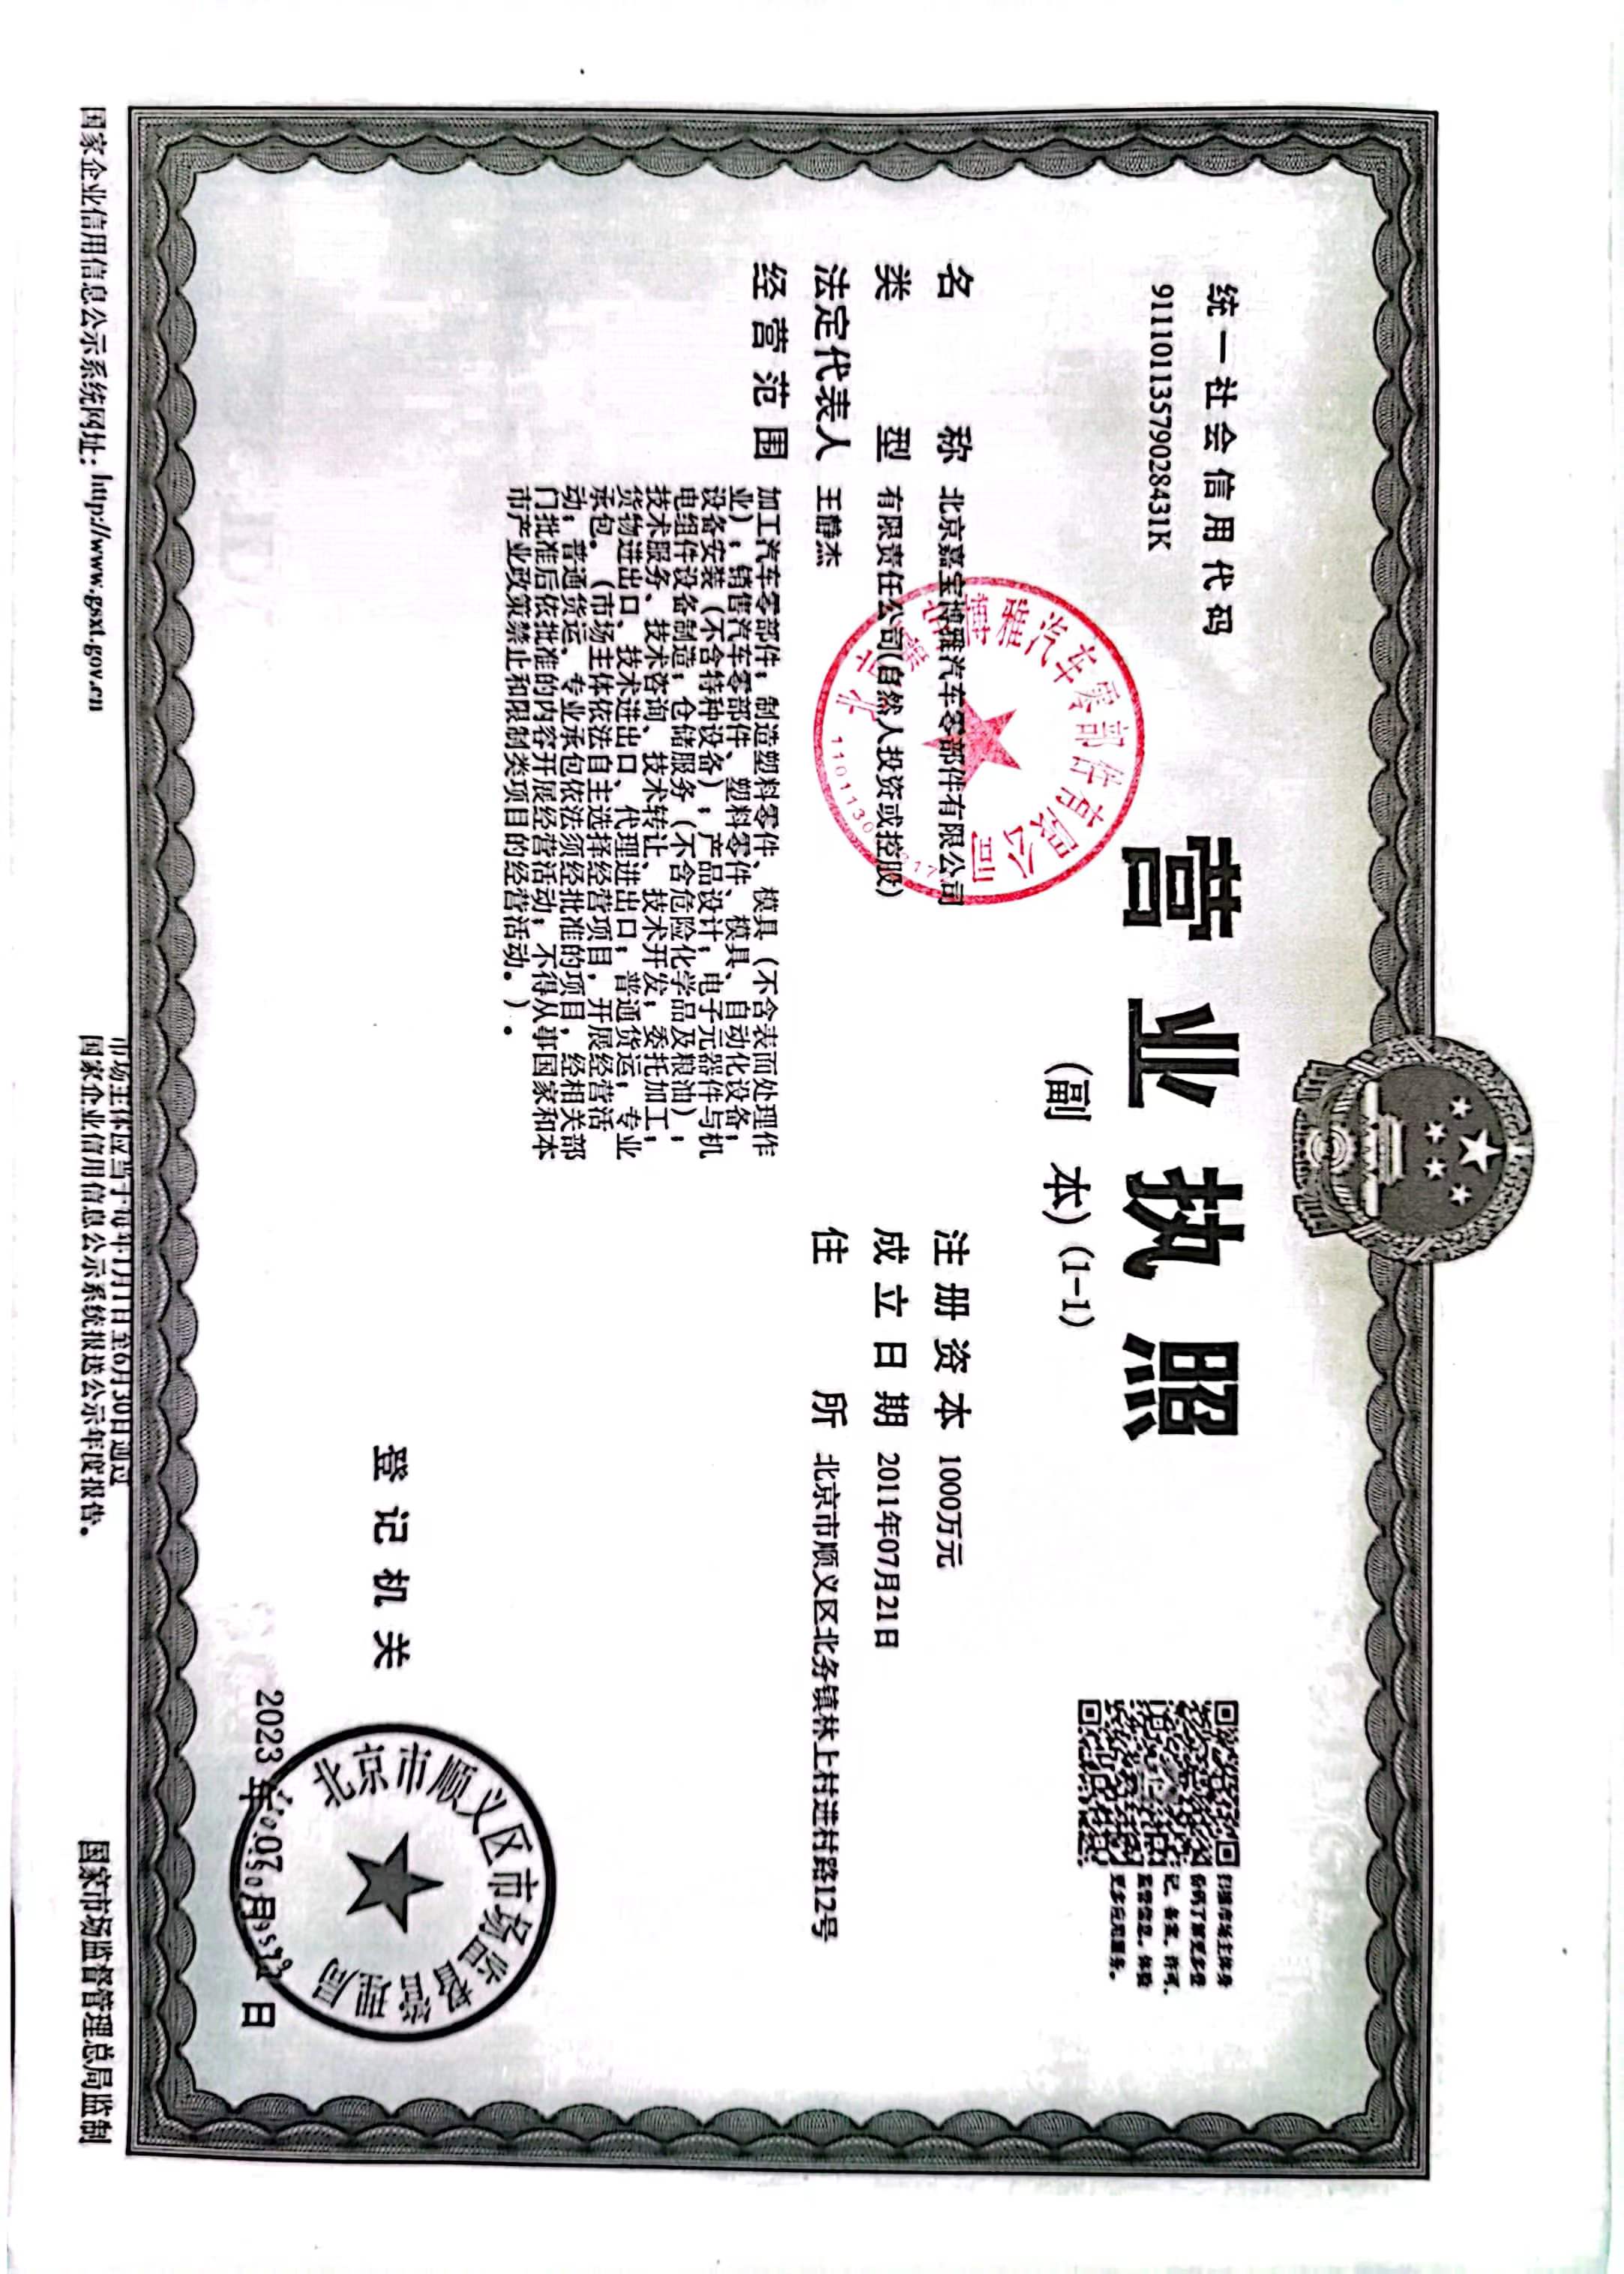 统一社会信用代码
91110113579028431K
营业执照
(副 本) (1-1)
扫描市场主体身
份码了解更多登
记、备案、许可、
监管信息，体验
更多应用服务。
名 称 北京嘉宝博雅汽车零部件有限公司
类 型 有限责任公司(自然人投资或控股)
法定代表人 王静杰
经营范围 加工汽车零部件；制造塑料零件、模具（不含表面处理作
业）；销售汽车零部件、塑料零件、模具、自动化设备；
设备安装（不含特种设备）；产品设计；电子元器件与机
电组件设备制造；仓储服务（不含危险化学品及粮油）；
技术服务、技术咨询、技术转让、技术开发；委托加工；
货物进出口、技术进出口、代理进出口；普通货运；专业
承包。（市场主体依法自主选择经营项目，开展经营活
动；普通货运、专业承包依法须经批准的项目，经相关部
门批准后依批准的内容开展经营活动；不得从事国家和本
市产业政策禁止和限制类项目的经营活动。）。
注册资本 1000万元
成立日期 2011年07月21日
住 所 北京市顺义区北务镇林上村进村路12号
北京嘉宝博雅汽车零部件有限公司
登记机关
北京市顺义区市场监督管理局
2023 年 07 月 11 日
国家企业信用信息公示系统网址：http://www.gsxt.gov.cn
市场主体应当于每年1月1日至6月30日通过
国家企业信用信息公示系统报送公示年度报告。
国家市场监督管理总局监制